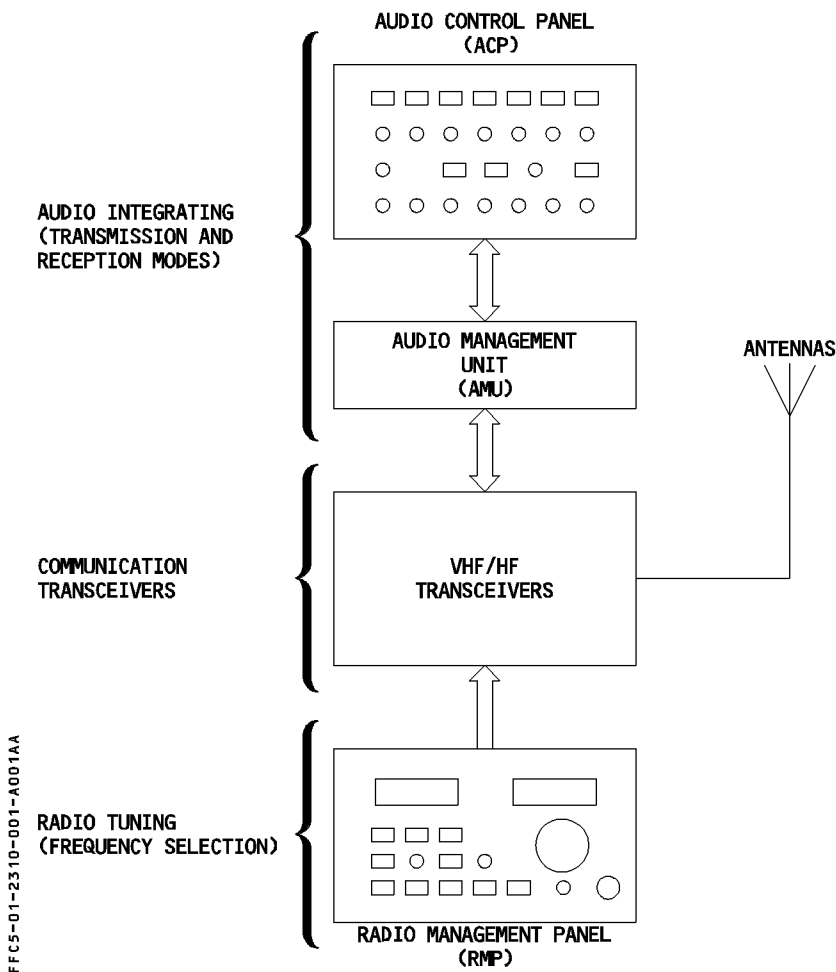 AUDIO CONTROL PANEL
(ACP)
AUDIO INTEGRATING
(TRANSMISSION AND
RECEPTION MODES)
AUDIO MANAGEMENT
UNIT
(AMU)
ANTENNAS
COMMUNICATION
TRANSCEIVERS
VHF/HF
TRANSCEIVERS
RADIO TUNING
(FREQUENCY SELECTION)
RADIO MANAGEMENT PANEL
(RMP)
FFC5-01-2310-001-A001AA